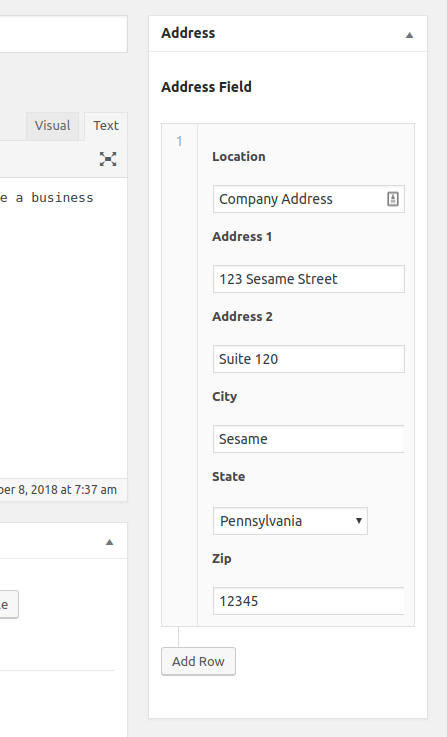 Address
Address Field
Visual
Text
e a business
ber 8, 2018 at 7:37 am
e
1
Location
Company Address
Address 1
123 Sesame Street
Address 2
Suite 120
City
Sesame
State
Pennsylvania
Zip
12345
Add Row